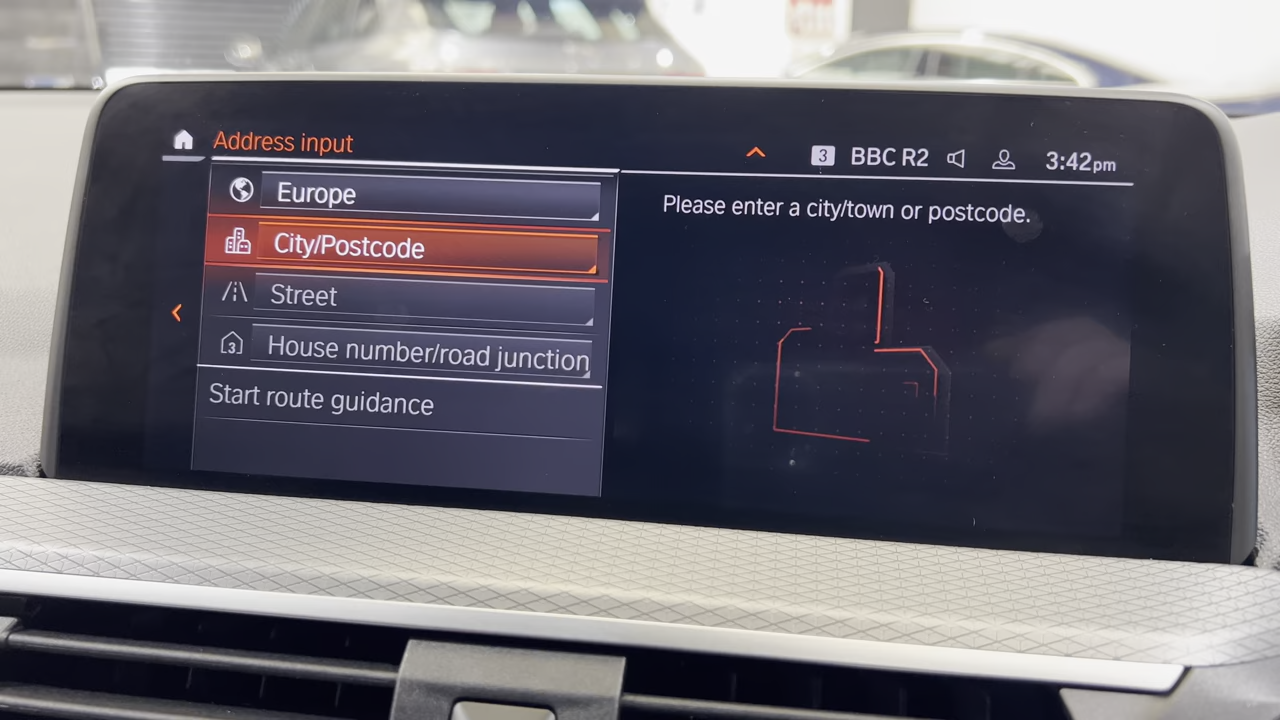 Address input
3 BBC R2 3:42pm
Europe
City/Postcode
Street
3 House number/road junction
Start route guidance
Please enter a city/town or postcode.